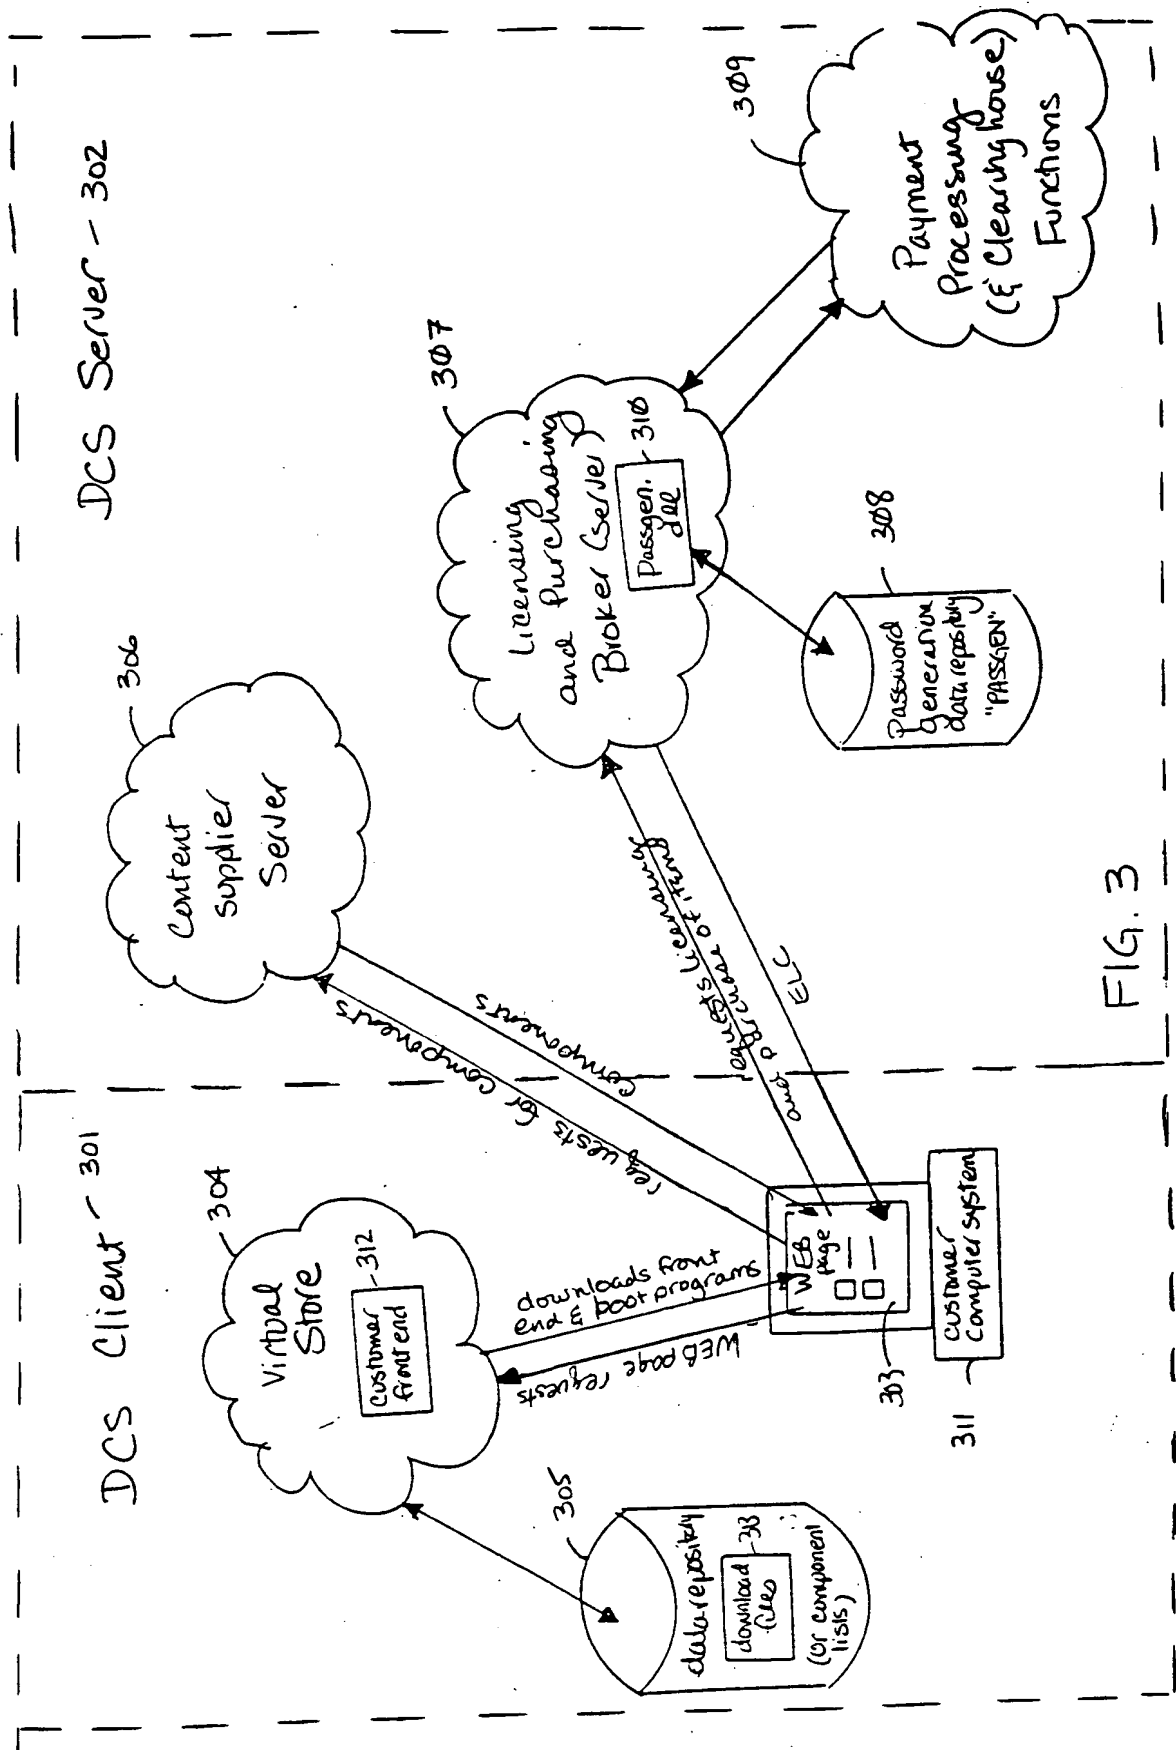 DCS Client - 301
DCS Server - 302
304
Virtual
Store
312
Customer
frontend
306
Content
Supplier
Server
307
Licensing
and Purchasing
Broker (server)
310
Passgen.
dll
309
Payment
Processing
(& Clearinghouse)
Functions
305
data repository
download
files
313
(or component
lists)
WEB page requests
downloads front
end & boot programs
requests for components
components
requests licensing
and purchase of items
ELC
308
Password
generation
data repository
"PASSGEN"
WEB
page
303
311
customer
computer system
FIG. 3